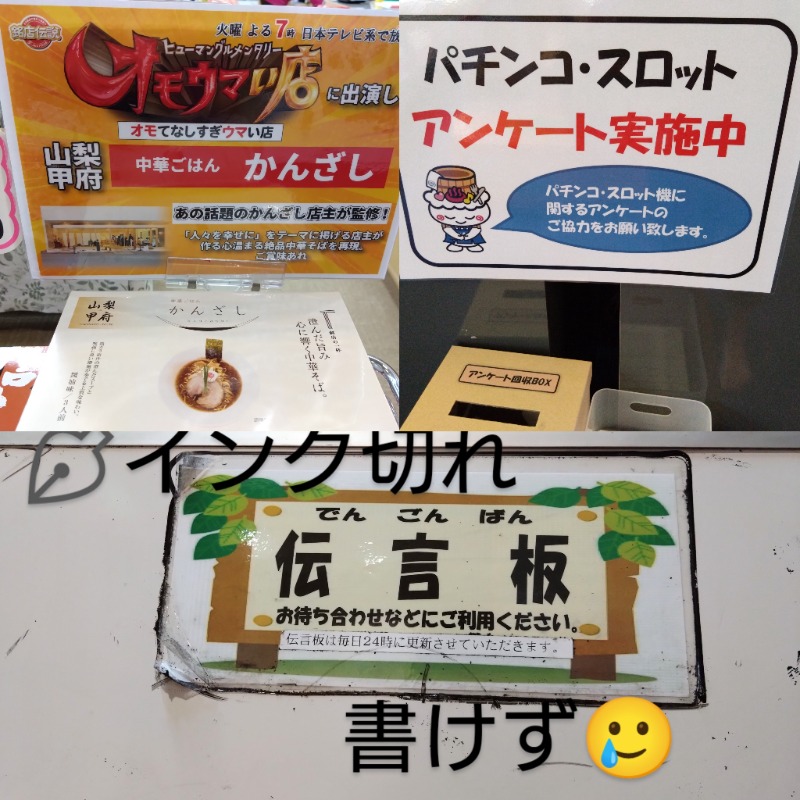 発店伝説
火曜 よる7時 日本テレビ系で放
ヒューマングルメンタリー
オモウマい店
に出演し
オモてなしすぎウマい店
山梨
甲府
中華ごはん かんざし
あの話題のかんざし店主が監修!
「人々を幸せに」をテーマに掲げる店主が
作る心温まる絶品中華そばを再現
ご賞味あれ
山梨
甲府
かんざし
澄んだ旨み
心に響く中華そば。
醤油味/3人前
パチンコ・スロット
アンケート実施中
パチンコ・スロット機に
関するアンケートの
ご協力をお願い致します。
アンケート回収BOX
インク切れ
でん ごん ばん
伝言板
お待ち合わせなどにご利用ください。
伝言板は毎日24時に更新させていただきます。
書けず🥲